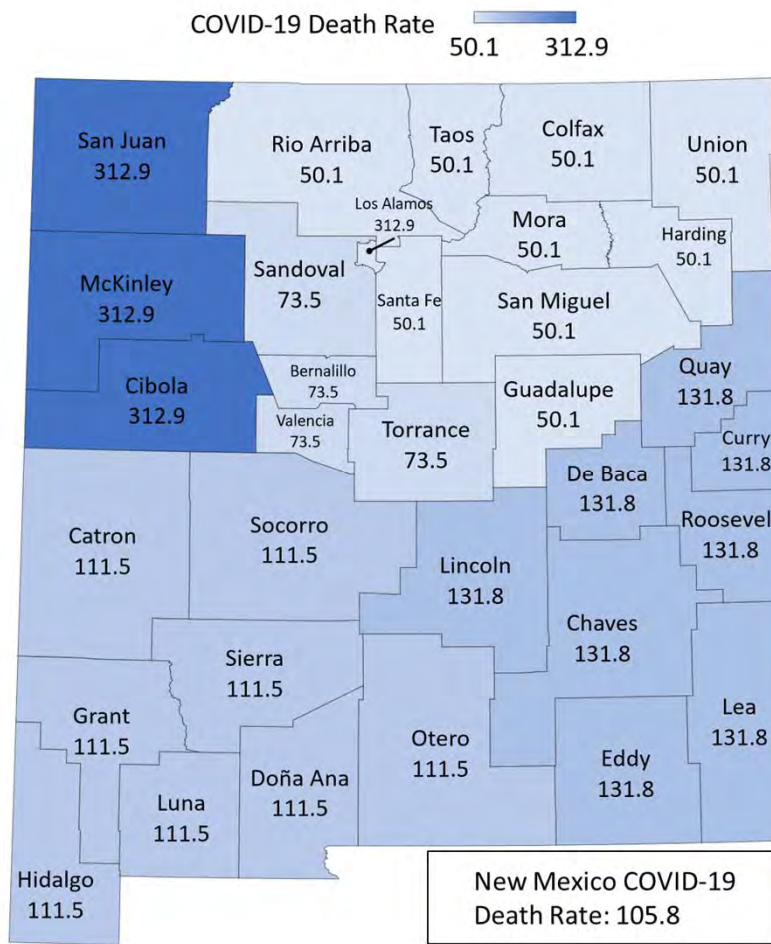 COVID-19 Death Rate
50.1 312.9
San Juan
312.9
Rio Arriba
50.1
Taos
50.1
Colfax
50.1
Union
50.1
Los Alamos
312.9
Mora
50.1
Harding
50.1
McKinley
312.9
Sandoval
73.5
Santa Fe
50.1
San Miguel
50.1
Cibola
312.9
Bernalillo
73.5
Valencia
73.5
Torrance
73.5
Guadalupe
50.1
Quay
131.8
Curry
131.8
De Baca
131.8
Roosevel
131.8
Catron
111.5
Socorro
111.5
Lincoln
131.8
Chaves
131.8
Sierra
111.5
Grant
111.5
Otero
111.5
Lea
131.8
Eddy
131.8
Luna
111.5
Doña Ana
111.5
Hidalgo
111.5
New Mexico COVID-19
Death Rate: 105.8